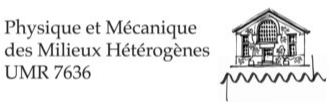 Physique et Mécanique
des Milieux Hétérogènes
UMR 7636